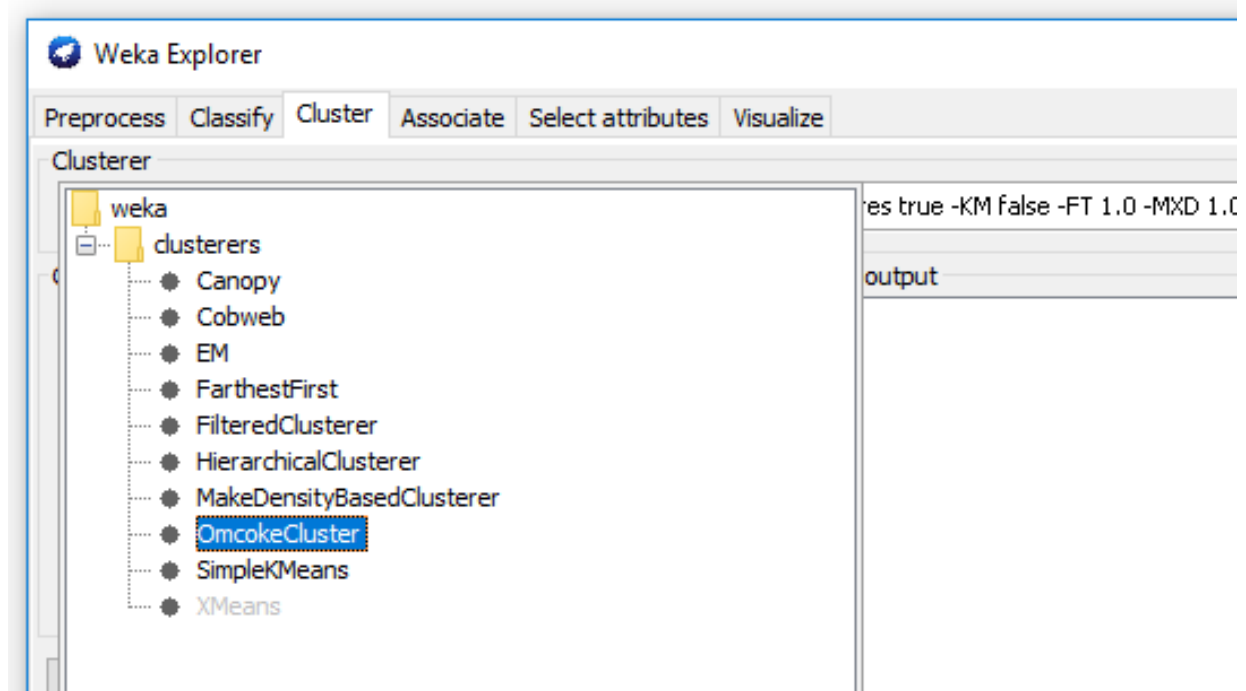 Weka Explorer
Preprocess Classify Cluster Associate Select attributes Visualize
Clusterer
weka
res true -KM false -FT 1.0 -MXD 1.0
clusterers
output
Canopy
Cobweb
EM
FarthestFirst
FilteredClusterer
HierarchicalClusterer
MakeDensityBasedClusterer
OmcokeCluster
SimpleKMeans
XMeans